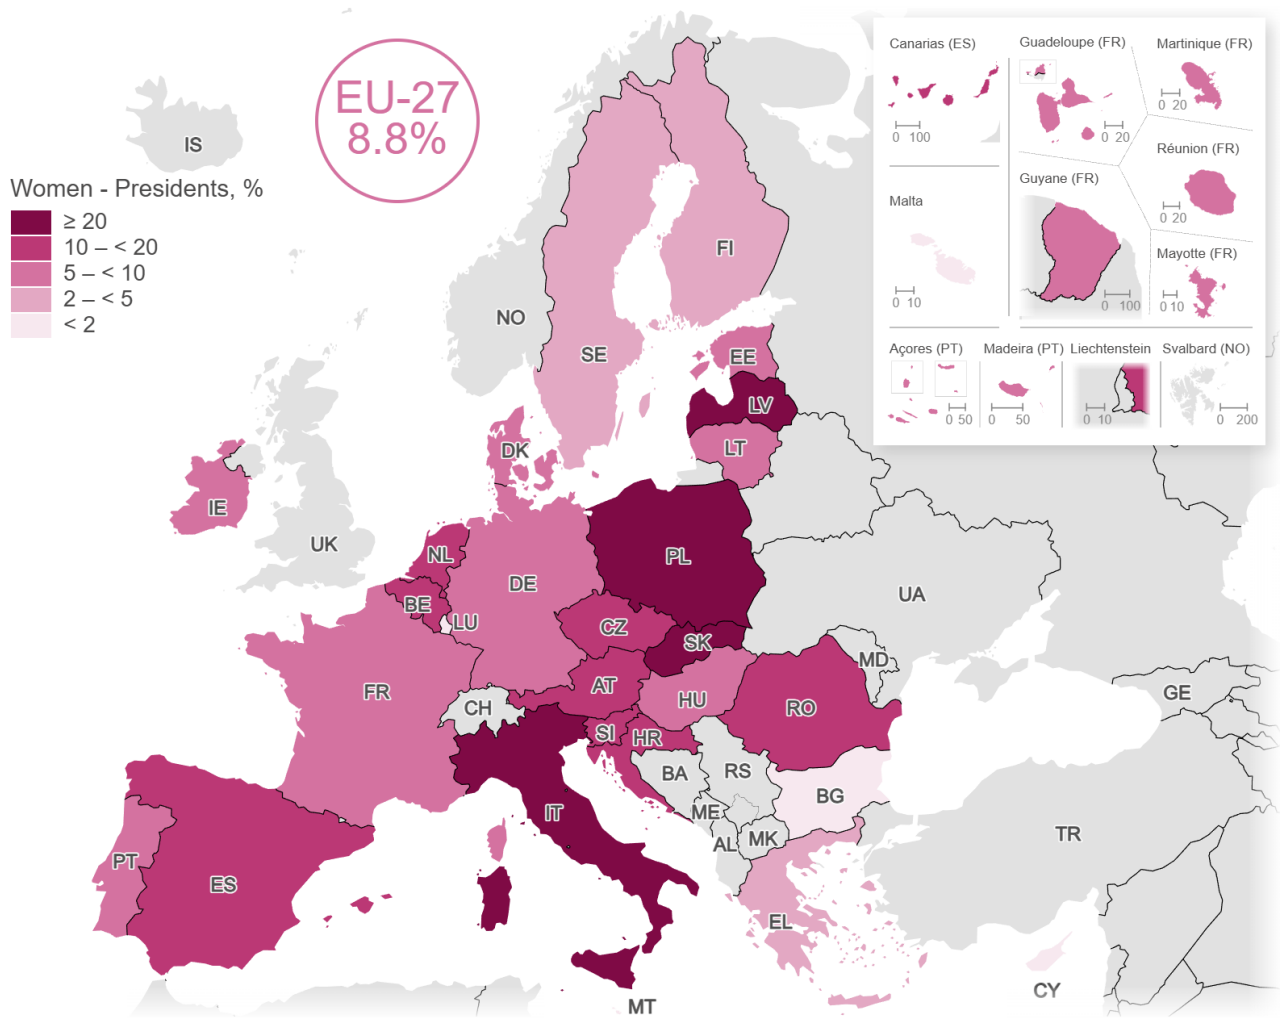 EU-27
8.8%
Women - Presidents, %
≥ 20
10 – < 20
5 – < 10
2 – < 5
< 2
IS
NO
SE
FI
EE
LV
LT
DK
IE
UK
NL
BE
LU
DE
PL
CZ
SK
UA
MD
FR
CH
AT
HU
RO
SI
HR
BA
RS
BG
ME
MK
AL
IT
PT
ES
EL
TR
GE
MT
CY
Canarias (ES)
0 100
Guadeloupe (FR)
0 20
Martinique (FR)
0 20
Réunion (FR)
0 20
Guyane (FR)
0 100
Malta
0 10
Mayotte (FR)
0 10
Açores (PT)
0 50
Madeira (PT)
0 50
Liechtenstein
0 10
Svalbard (NO)
0 200